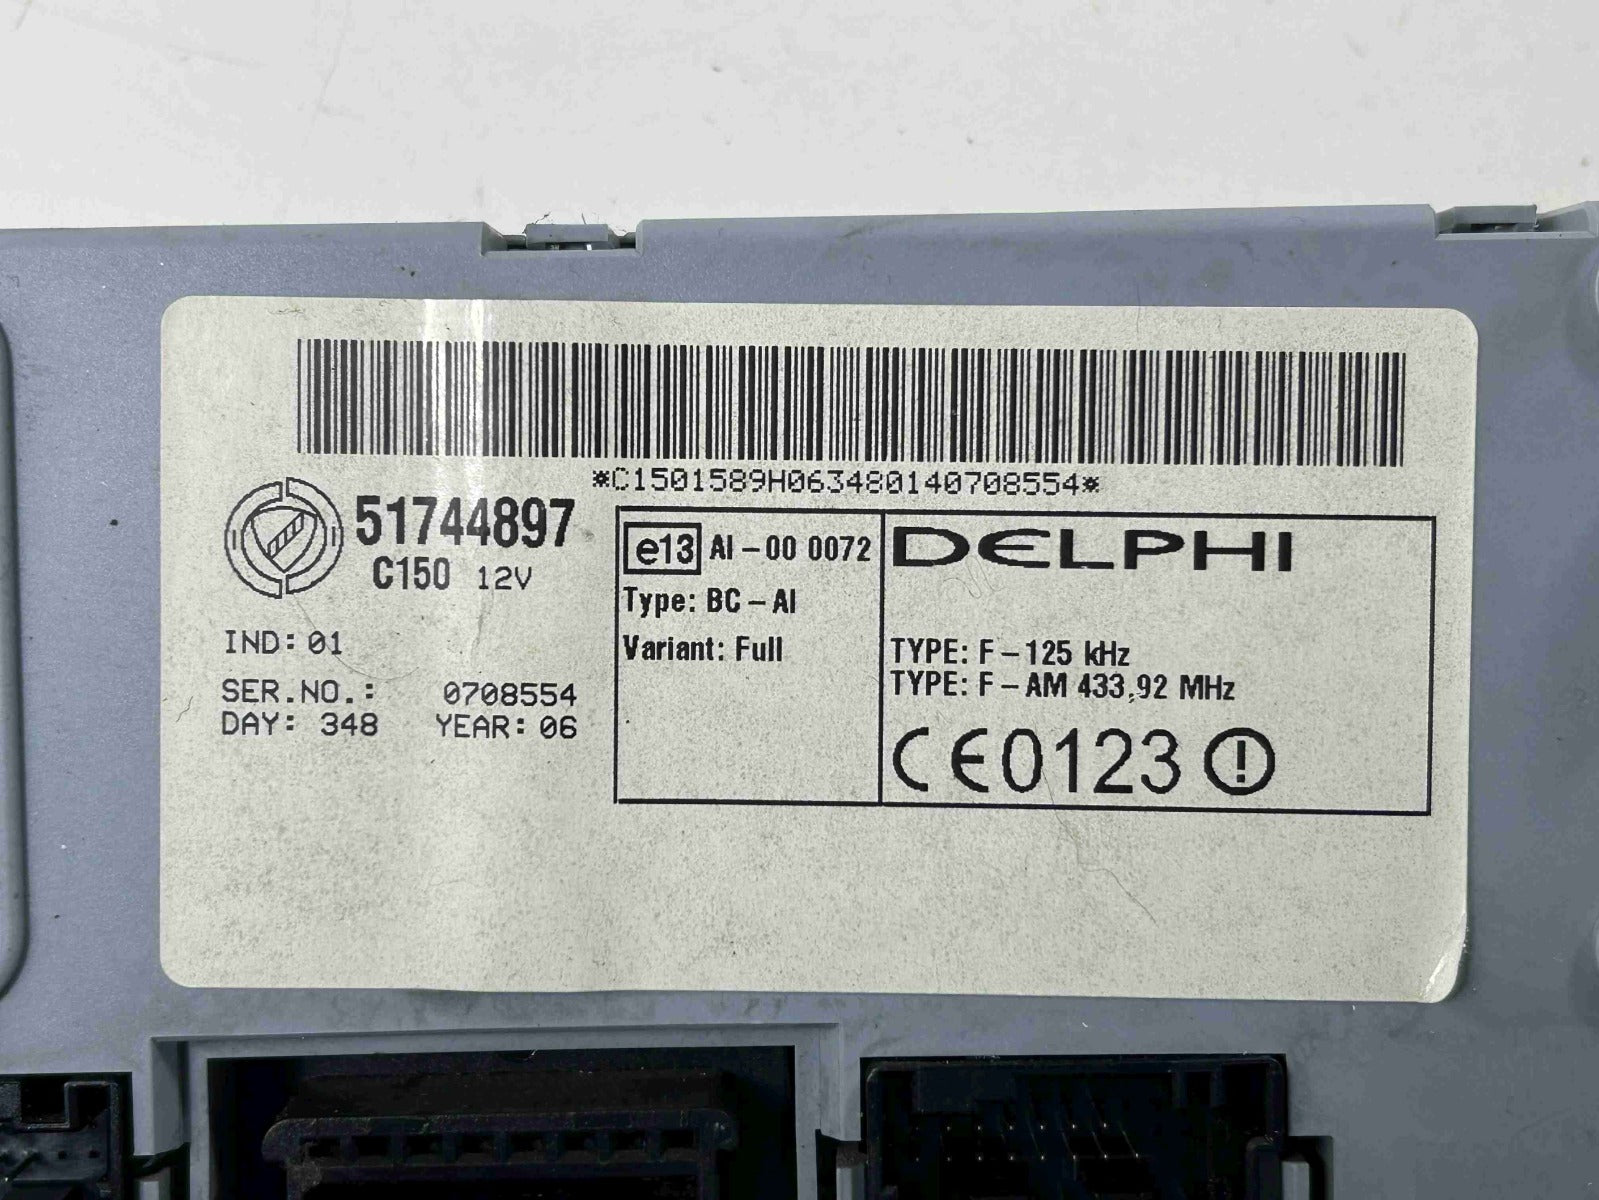 *C1501589H063480140708554*
51744897
C150 12V
IND: 01
SER.NO.: 0708554
DAY: 348 YEAR: 06
e13 AI-00 0072
Type: BC-AI
Variant: Full
DELPHI
TYPE: F-125 kHz
TYPE: F-AM 433,92 MHz
CE0123